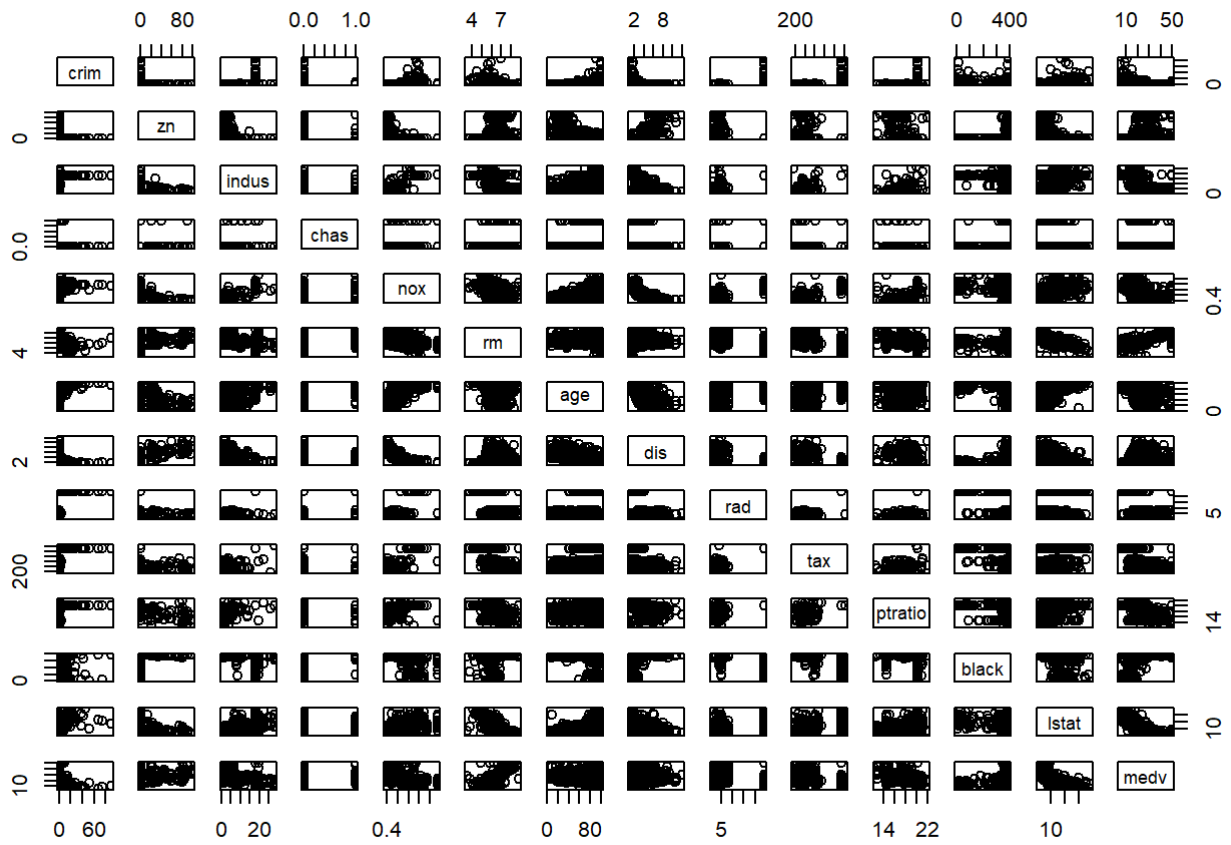 0 80 0.0 1.0 4 7 2 8 200 0 400 10 50
crim 0
0 zn
indus 0
0.0 chas
nox 0.4
4 rm
age 0
2 dis
rad 5
200 tax
ptratio 14
0 black
lstat 10
10 medv
0 60 0 20 0.4 0 80 5 14 22 10